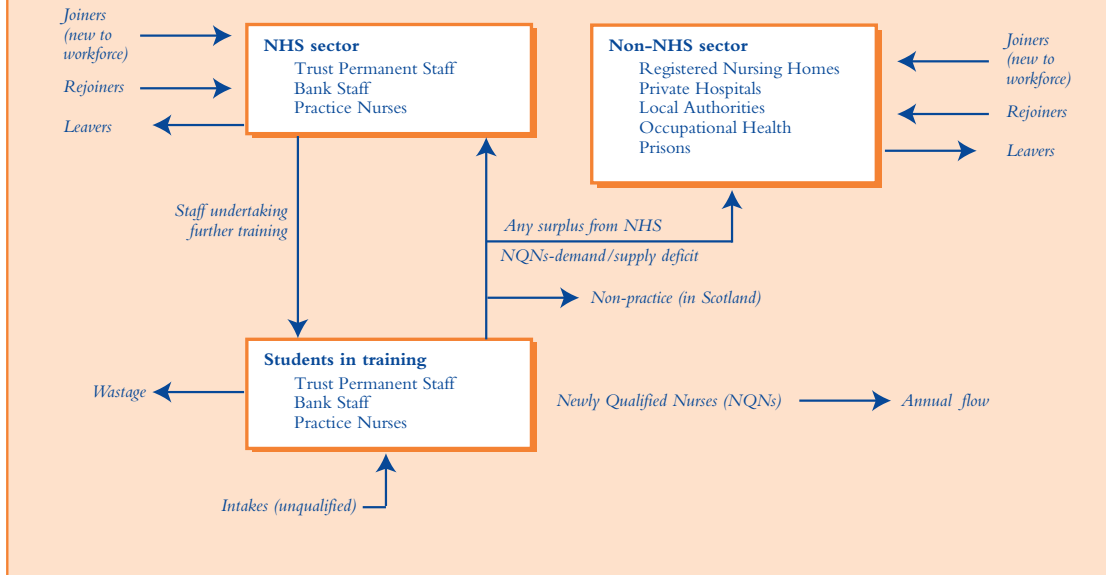 Joiners
(new to
workforce)
Rejoiners
Leavers
NHS sector
Trust Permanent Staff
Bank Staff
Practice Nurses
Non-NHS sector
Registered Nursing Homes
Private Hospitals
Local Authorities
Occupational Health
Prisons
Joiners
(new to
workforce)
Rejoiners
Leavers
Staff undertaking
further training
Any surplus from NHS
NQNs-demand/supply deficit
Non-practice (in Scotland)
Students in training
Trust Permanent Staff
Bank Staff
Practice Nurses
Wastage
Newly Qualified Nurses (NQNs)
Annual flow
Intakes (unqualified)